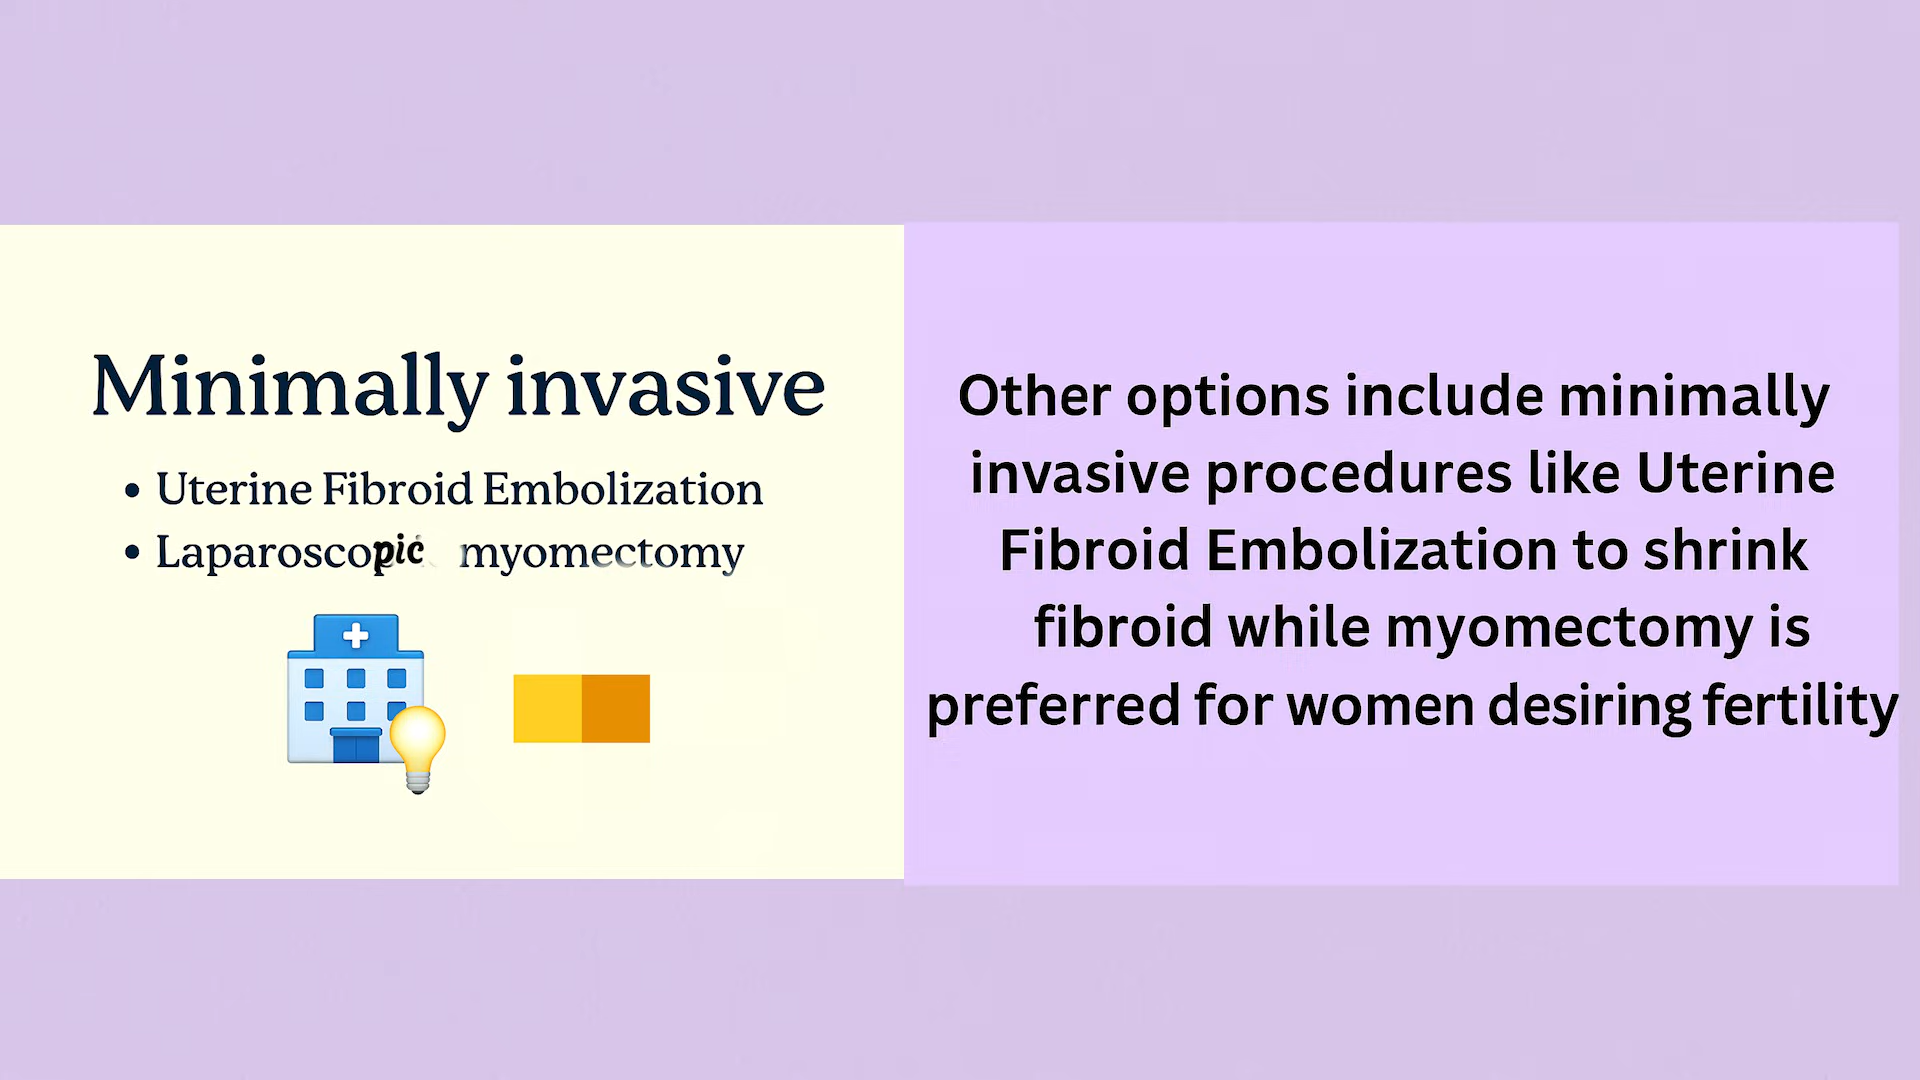 Minimally invasive
• Uterine Fibroid Embolization
• Laparoscopic myomectomy
Other options include minimally
invasive procedures like Uterine
Fibroid Embolization to shrink
fibroid while myomectomy is
preferred for women desiring fertility